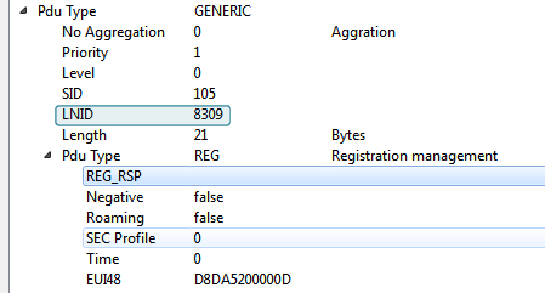 Pdu Type GENERIC
No Aggregation 0 Aggration
Priority 1
Level 0
SID 105
LNID 8309
Length 21 Bytes
Pdu Type REG Registration management
REG_RSP
Negative false
Roaming false
SEC Profile 0
Time 0
EUI48 D8DA5200000D